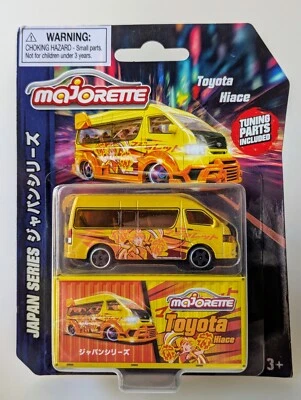 WARNING:
CHOKING HAZARD - Small parts.
Not for children under 3 years.
majORETTE
Toyota
Hiace
TUNING
PARTS
INCLUDED
JAPAN SERIES ジャパンシリーズ
majORETTE
Toyota
Hiace
ジャパンシリーズ
3+